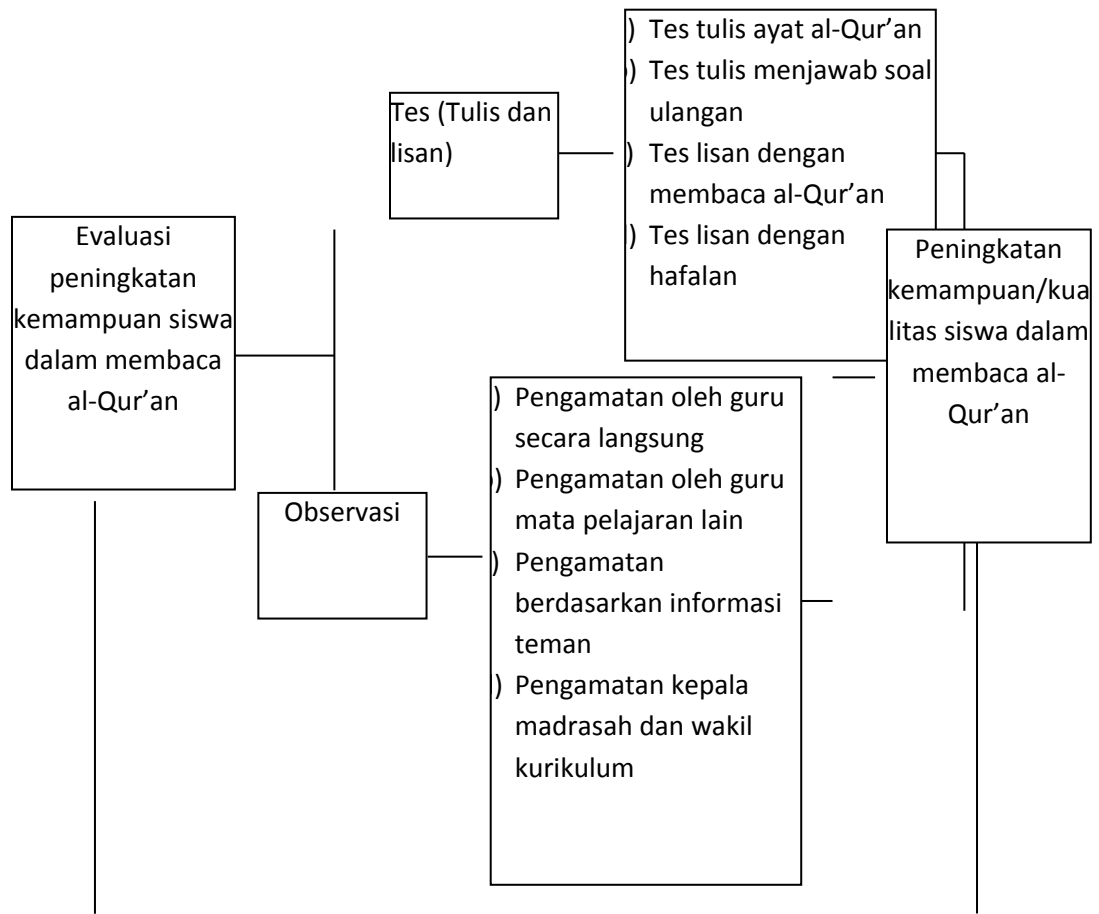 Evaluasi
peningkatan
kemampuan siswa
dalam membaca
al-Qur’an
Tes (Tulis dan
lisan)
) Tes tulis ayat al-Qur’an
) Tes tulis menjawab soal
ulangan
) Tes lisan dengan
membaca al-Qur’an
) Tes lisan dengan
hafalan
Observasi
) Pengamatan oleh guru
secara langsung
) Pengamatan oleh guru
mata pelajaran lain
) Pengamatan
berdasarkan informasi
teman
) Pengamatan kepala
madrasah dan wakil
kurikulum
Peningkatan
kemampuan/kua
litas siswa dalam
membaca al-
Qur’an